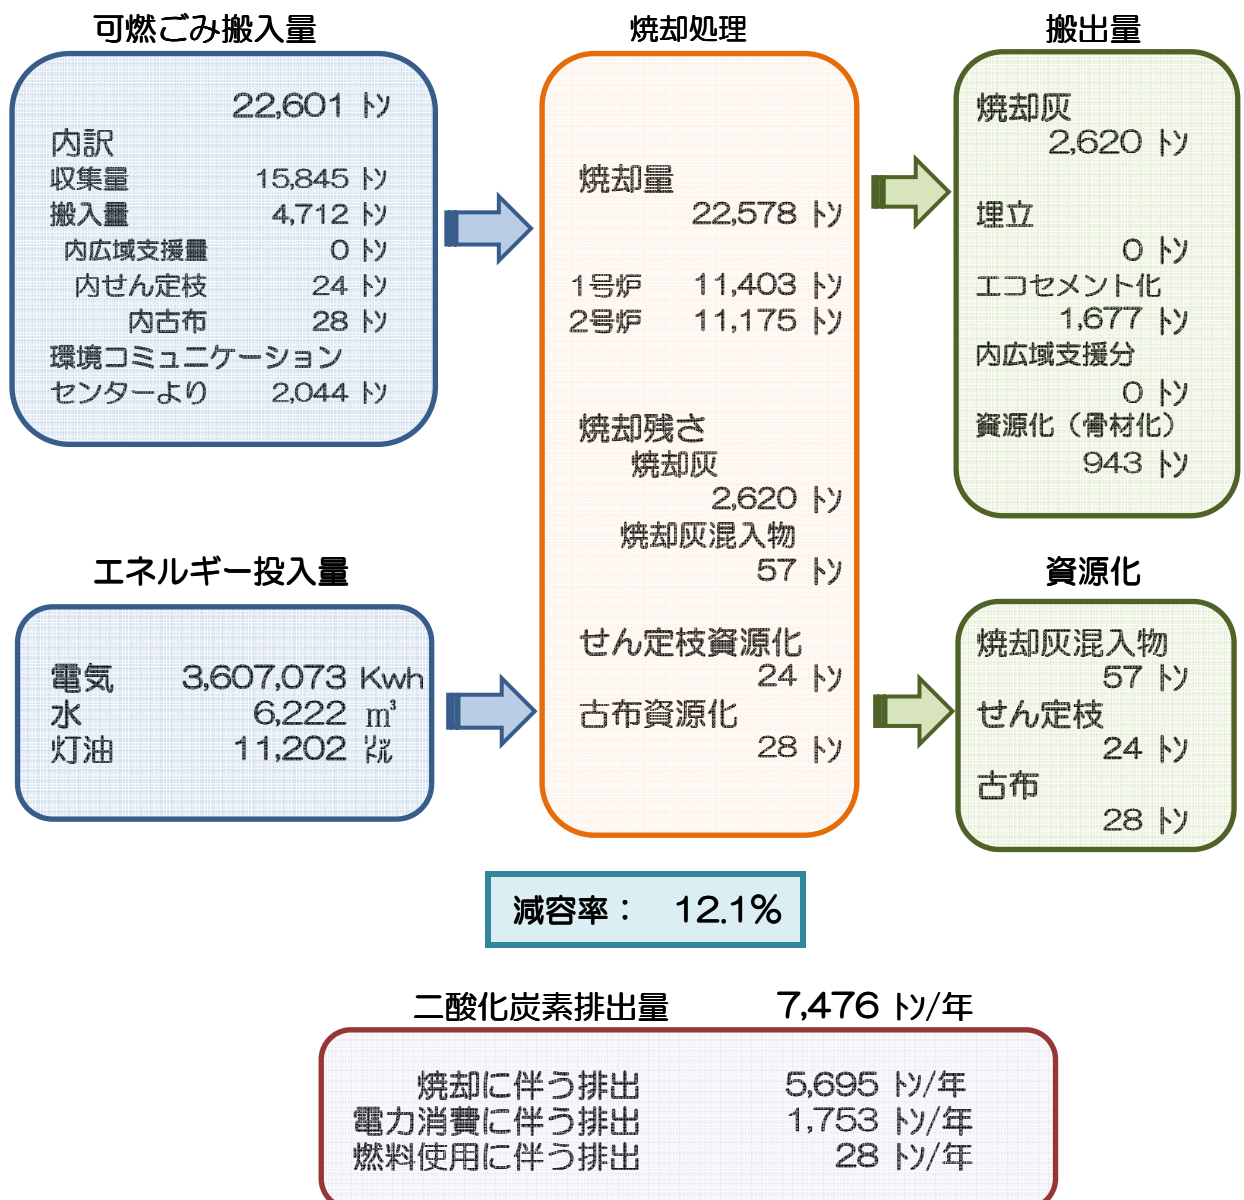 可燃ごみ搬入量
22,601 トン
内訳
収集量 15,845 トン
搬入量 4,712 トン
内広域支援量 0 トン
内せん定枝 24 トン
内古布 28 トン
環境コミュニケーション
センターより 2,044 トン
エネルギー投入量
電気 3,607,073 Kwh
水 6,222 ㎥
灯油 11,202 リットル
焼却処理
焼却量
22,578 トン
1号炉 11,403 トン
2号炉 11,175 トン
焼却残さ
焼却灰
2,620 トン
焼却灰混入物
57 トン
せん定枝資源化
24 トン
古布資源化
28 トン
搬出量
焼却灰
2,620 トン
埋立
0 トン
エコセメント化
1,677 トン
内広域支援分
0 トン
資源化（骨材化）
943 トン
資源化
焼却灰混入物
57 トン
せん定枝
24 トン
古布
28 トン
減容率： 12.1%
二酸化炭素排出量 7,476 トン/年
焼却に伴う排出 5,695 トン/年
電力消費に伴う排出 1,753 トン/年
燃料使用に伴う排出 28 トン/年